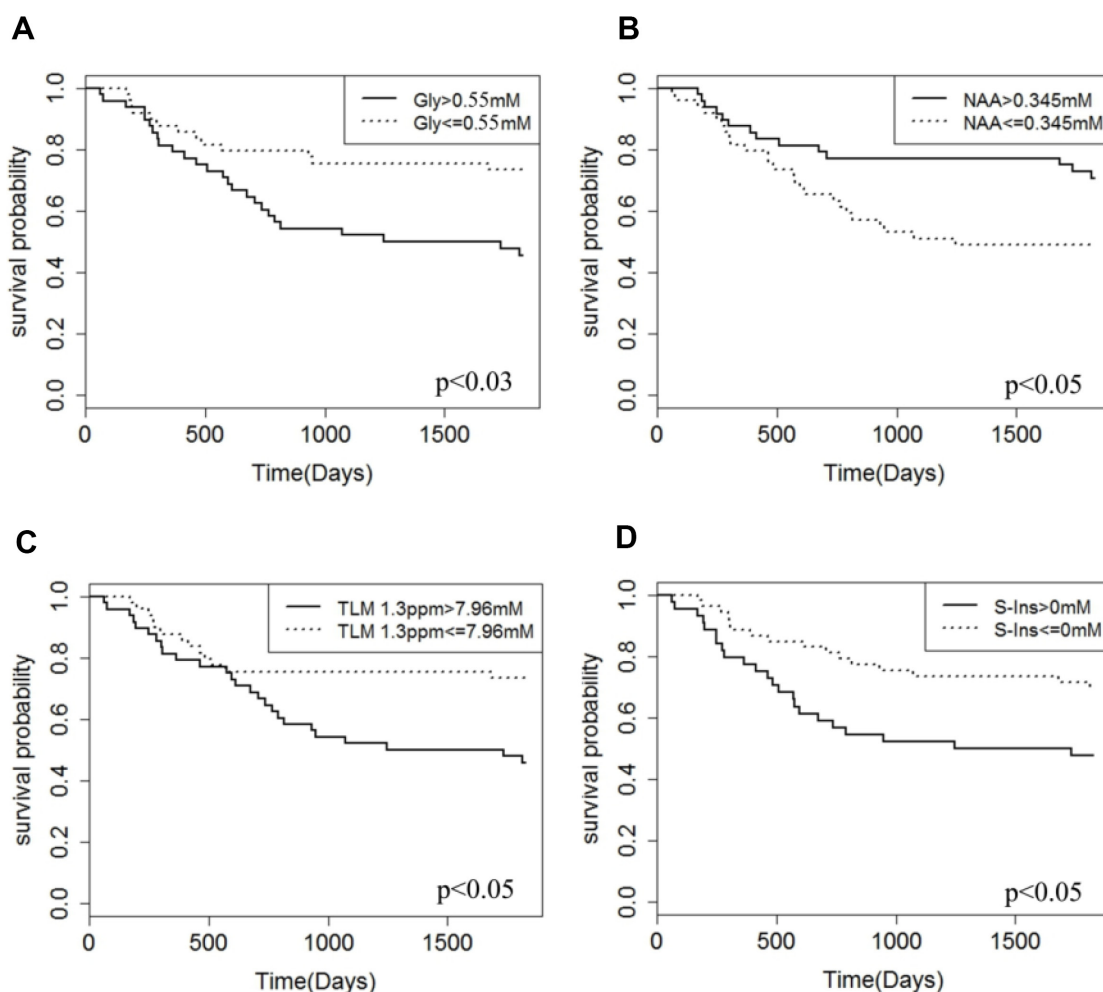 A
Gly>0.55mM
Gly<=0.55mM
survival probability
1.0
0.8
0.6
0.4
0.2
0.0
p<0.03
0 500 1000 1500
Time(Days)
B
NAA>0.345mM
NAA<=0.345mM
survival probability
1.0
0.8
0.6
0.4
0.2
0.0
p<0.05
0 500 1000 1500
Time(Days)
C
TLM 1.3ppm>7.96mM
TLM 1.3ppm<=7.96mM
survival probability
1.0
0.8
0.6
0.4
0.2
0.0
p<0.05
0 500 1000 1500
Time(Days)
D
S-Ins>0mM
S-Ins<=0mM
survival probability
1.0
0.8
0.6
0.4
0.2
0.0
p<0.05
0 500 1000 1500
Time(Days)